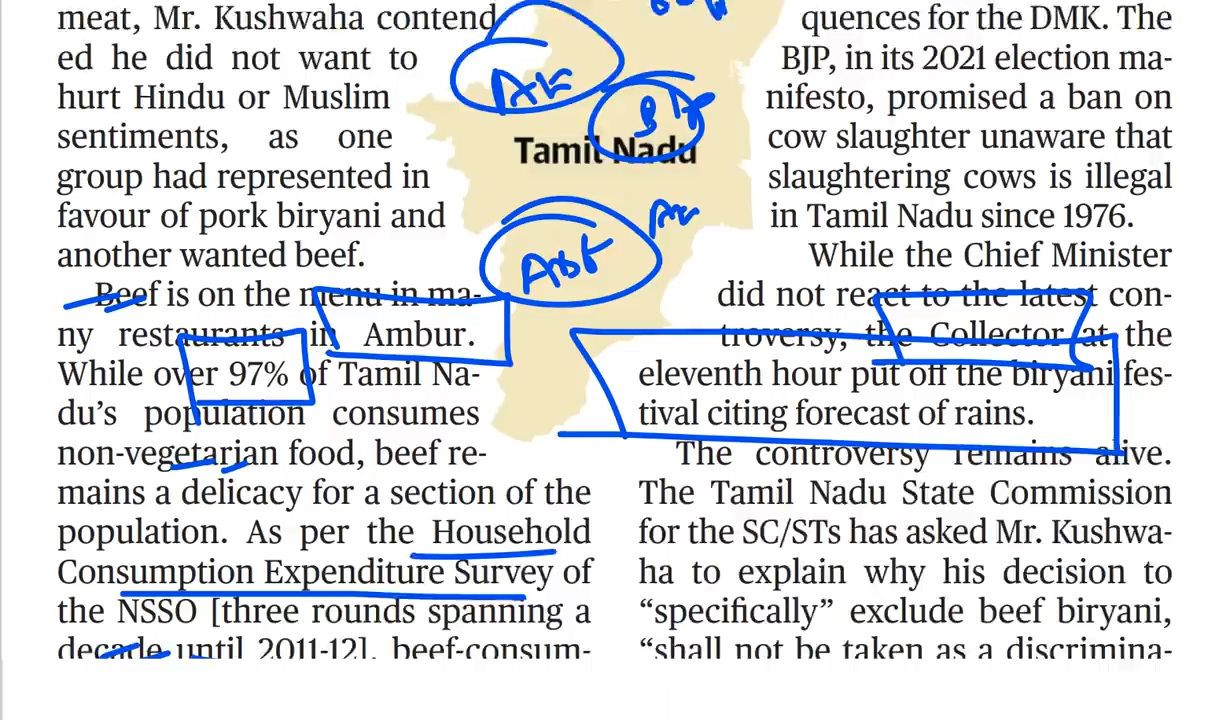 meat, Mr. Kushwaha contend
ed he did not want to
hurt Hindu or Muslim
sentiments, as one
group had represented in
favour of pork biryani and
another wanted beef.
Beef is on the menu in ma-
ny restaurants in Ambur.
While over 97% of Tamil Na-
du's population consumes
non-vegetarian food, beef re-
mains a delicacy for a section of the
population. As per the Household
Consumption Expenditure Survey of
the NSSO [three rounds spanning a
decade until 2011-12], beef-consum-
Tamil Nadu
quences for the DMK. The
BJP, in its 2021 election ma-
nifesto, promised a ban on
cow slaughter unaware that
slaughtering cows is illegal
in Tamil Nadu since 1976.
While the Chief Minister
did not react to the latest con-
troversy, the Collector at the
eleventh hour put off the biryani fes-
tival citing forecast of rains.
The controversy remains alive.
The Tamil Nadu State Commission
for the SC/STs has asked Mr. Kushwa-
ha to explain why his decision to
“specifically” exclude beef biryani,
“shall not be taken as a discrimina-